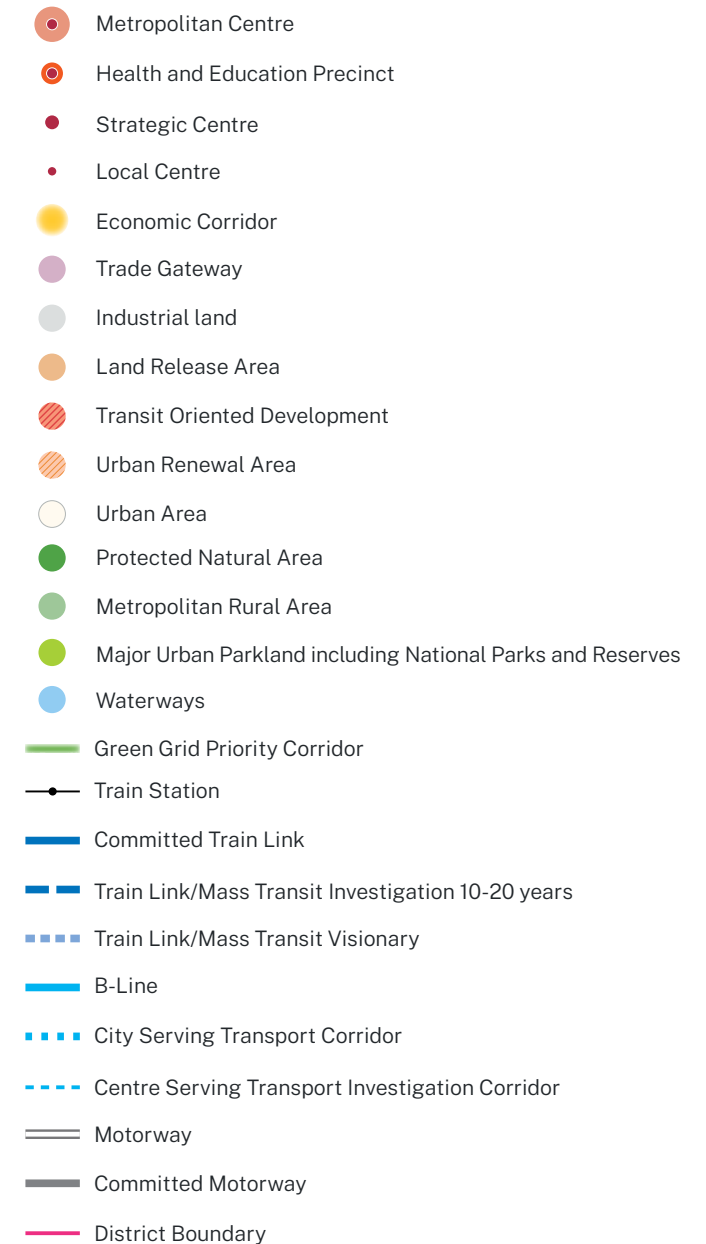 Metropolitan Centre
Health and Education Precinct
Strategic Centre
Local Centre
Economic Corridor
Trade Gateway
Industrial land
Land Release Area
Transit Oriented Development
Urban Renewal Area
Urban Area
Protected Natural Area
Metropolitan Rural Area
Major Urban Parkland including National Parks and Reserves
Waterways
Green Grid Priority Corridor
Train Station
Committed Train Link
Train Link/Mass Transit Investigation 10-20 years
Train Link/Mass Transit Visionary
B-Line
City Serving Transport Corridor
Centre Serving Transport Investigation Corridor
Motorway
Committed Motorway
District Boundary